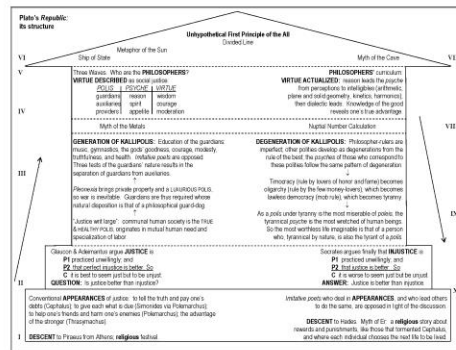 Plato's Republic:
its structure
Unhypothetical First Principle of the All
Divided Line
Metaphor of the Sun
VI Ship of State Myth of the Cave VII
V
IV
Three Waves: Who are the PHILOSOPHERS?
VIRTUE DESCRIBED as social justice
POLIS PSYCHE VIRTUE
guardians reason wisdom
auxiliaries spirit courage
providers appetite moderation
PHILOSOPHERS' curriculum:
VIRTUE ACTUALIZED: reason leads the psyche
from perceptions to intelligibles (arithmetic,
plane and solid geometry, kinetics, harmonics),
then dialectic leads. Knowledge of the good
reveals one's true advantage.
Myth of the Metals
Nuptial Number Calculation
VIII
III
GENERATION OF KALLIPOLIS: Education of the guardians:
music, gymnastics, the gods' goodness, courage, modesty,
truthfulness, and health. Imitative poets are opposed.
Three tests of the guardians' nature results in the
separation of guardians from auxiliaries.
↑
Pleonexia brings private property and a LUXURIOUS POLIS,
so war is inevitable. Guardians are thus required whose
natural disposition is that of a philosophical guard-dog.
↑
"Justice writ large": communal human society is the TRUE
& HEALTHY POLIS, originates in mutual human need and
specialization of labor
DEGENERATION OF KALLIPOLIS: Philosopher-rulers are
imperfect; other polities develop as degenerations from the
rule of the best; the psyches of those who correspond to
these polities follow the same pattern of degeneration
↓
Timocracy (rule by lovers of honor and fame) becomes
oligarchy (rule by the few money-lovers), which becomes
lawless democracy (mob rule), which becomes tyranny.
↓
As a polis under tyranny is the most miserable of poleis; the
tyrannical psyche is the most wretched of human beings.
So the most worthless life imaginable is that of a person
who, tyrannical by nature, is also the tyrant of a polis
IX
II
Glaucon & Adeimantus argue JUSTICE is:
P1 practiced unwillingly; and
P2 that perfect injustice is better. So
C it is best to seem just but to be unjust.
QUESTION: Is justice better than injustice?
Socrates argues finally that INJUSTICE is
P1 practiced unwillingly; and
P2 that justice is better. So
C it is worse to seem just but be unjust
ANSWER: Justice is better than injustice.
X
Conventional APPEARANCES of justice: to tell the truth and pay one's
debts (Cephalus); to give each what is due (Simonides via Polemarchus);
to help one's friends and harm one's enemies (Polemarchus); the advantage
of the stronger (Thrasymachus)
I DESCENT to Piraeus from Athens; religious festival
Imitative poets who deal in APPEARANCES, and who lead others
to do the same, are opposed in light of the discussion.
DESCENT to Hades. Myth of Er: a religious story about
rewards and punishments, like those that tormented Cephalus,
and where each individual chooses the next life to be lived.